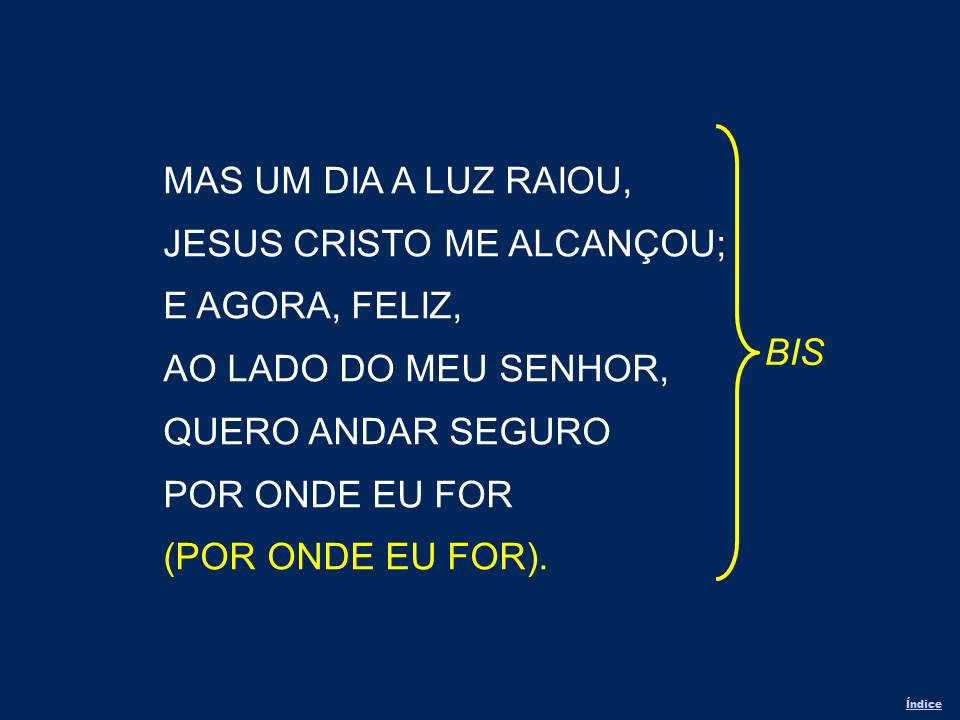 MAS UM DIA A LUZ RAIOU,
JESUS CRISTO ME ALCANÇOU;
E AGORA, FELIZ,
AO LADO DO MEU SENHOR,
QUERO ANDAR SEGURO
POR ONDE EU FOR
(POR ONDE EU FOR).
BIS
Índice